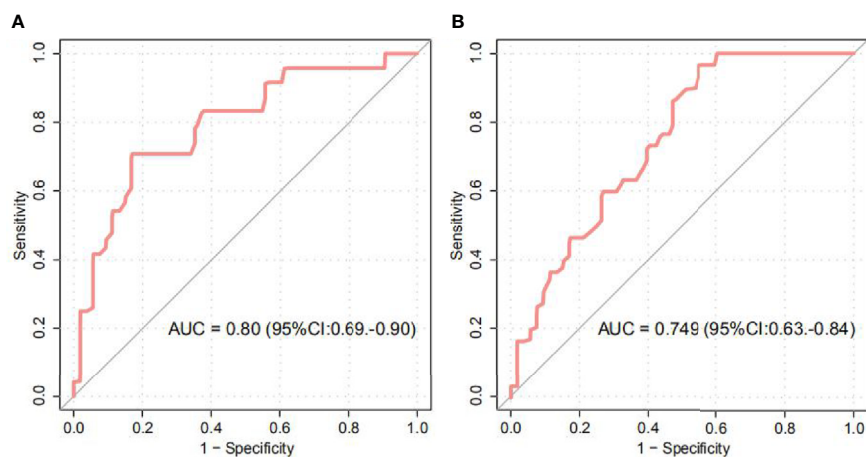 A
1.0
0.8
0.6
0.4
0.2
0.0
Sensitivity
AUC = 0.80 (95%CI:0.69.-0.90)
0.0 0.2 0.4 0.6 0.8 1.0
1 − Specificity
B
1.0
0.8
0.6
0.4
0.2
0.0
Sensitivity
AUC = 0.749 (95%CI:0.63.-0.84)
0.0 0.2 0.4 0.6 0.8 1.0
1 − Specificity